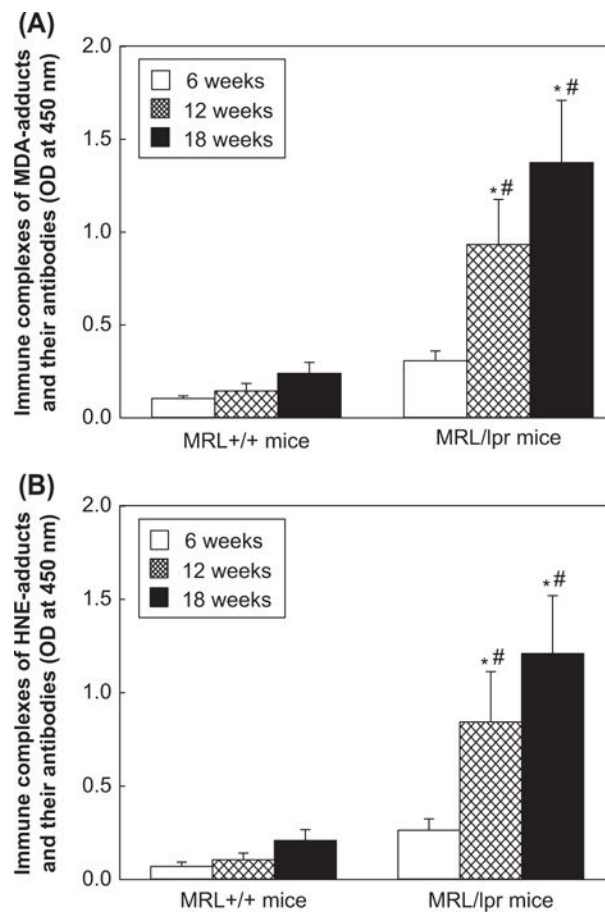 (A)
Immune complexes of MDA-adducts
and their antibodies (OD at 450 nm)
2.0
1.5
1.0
0.5
0.0
6 weeks
12 weeks
18 weeks
*#
*#
MRL+/+ mice
MRL/lpr mice
(B)
Immune complexes of HNE-adducts
and their antibodies (OD at 450 nm)
2.0
1.5
1.0
0.5
0.0
6 weeks
12 weeks
18 weeks
*#
*#
MRL+/+ mice
MRL/lpr mice